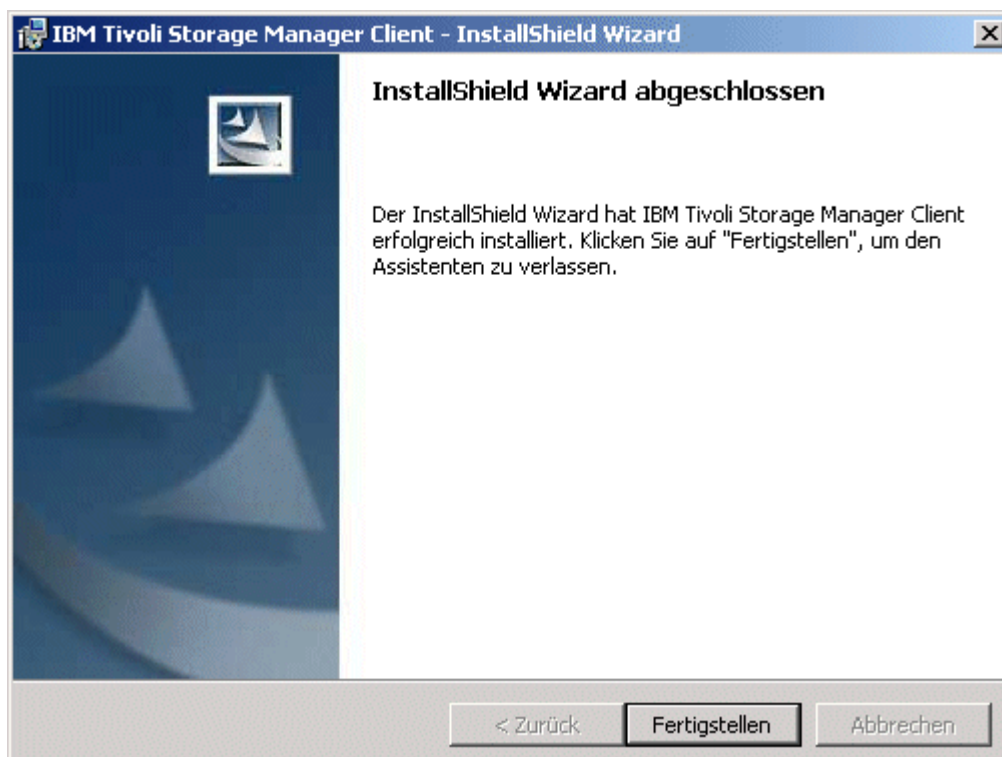 IBM Tivoli Storage Manager Client - InstallShield Wizard
InstallShield Wizard abgeschlossen
Der InstallShield Wizard hat IBM Tivoli Storage Manager Client
erfolgreich installiert. Klicken Sie auf "Fertigstellen", um den
Assistenten zu verlassen.
< Zurück
Fertigstellen
Abbrechen